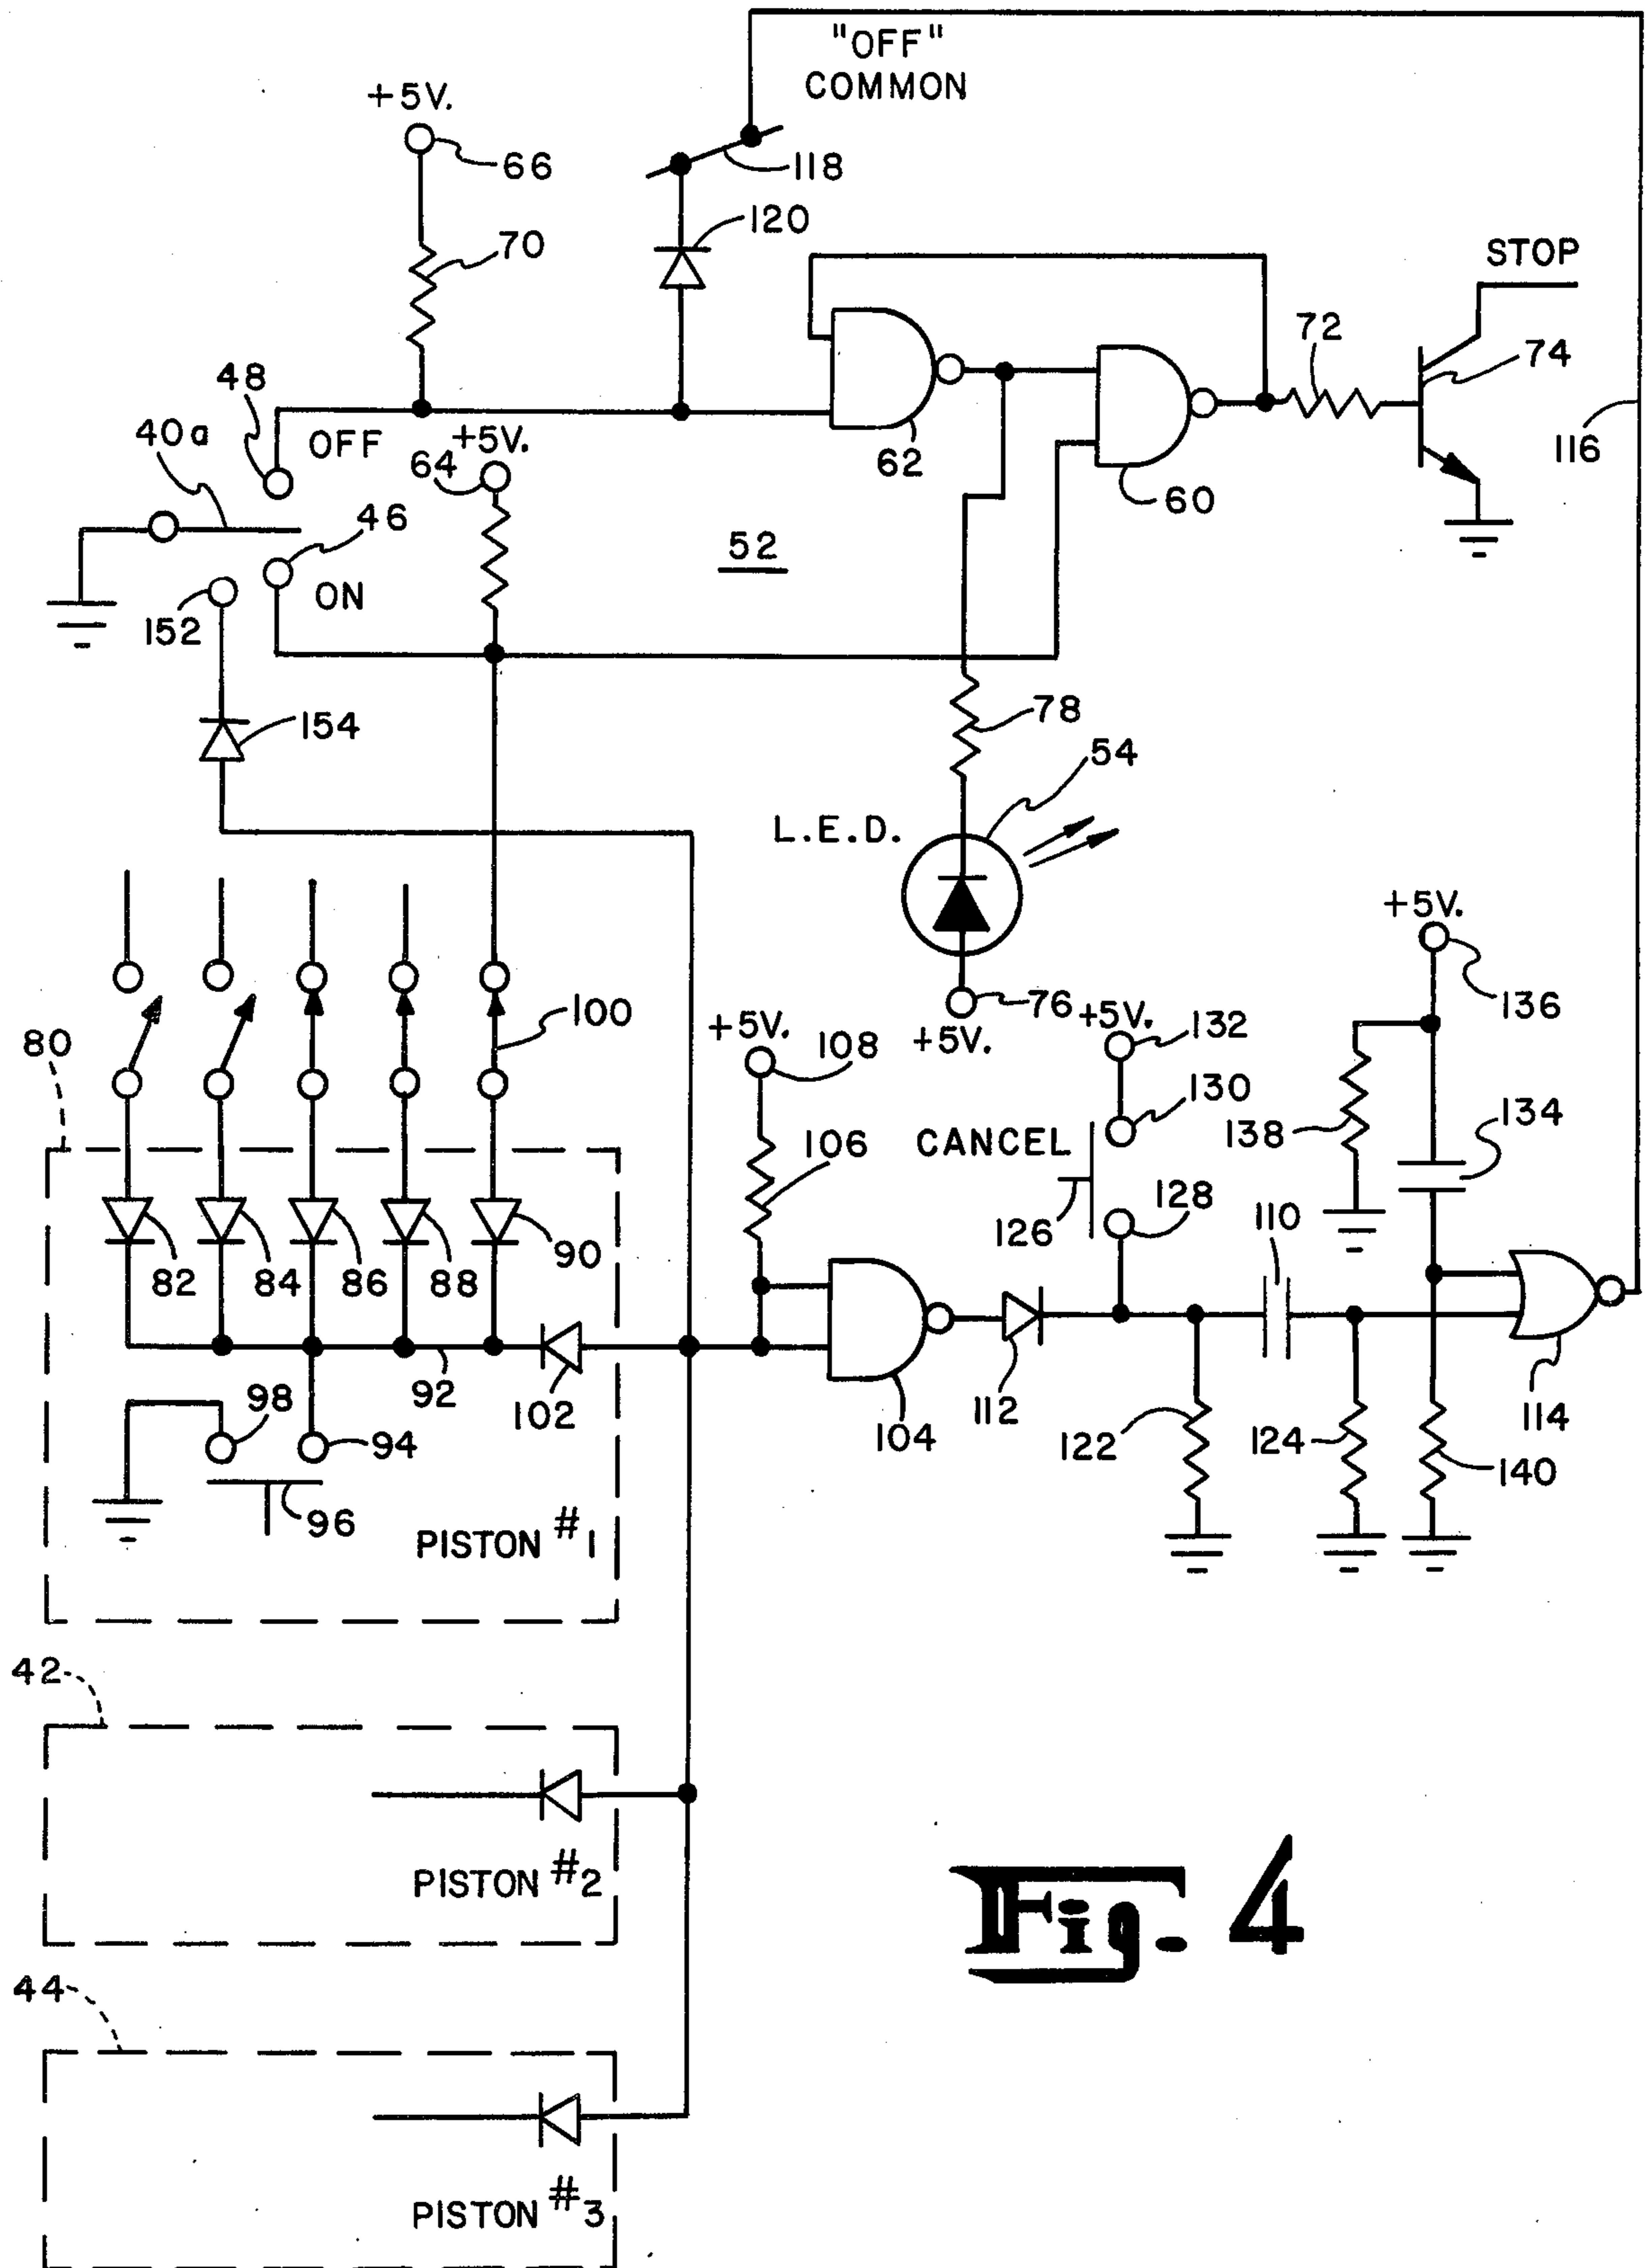 "OFF"
COMMON
+5V.
66
118
120
70
STOP
72
74
48
OFF
+5V.
40a
64
62
116
60
46
52
ON
152
78
154
54
L.E.D.
+5V.
136
76
100
+5V.
+5V.
132
80
108
+5V.
130
134
138
106
CANCEL
128
110
126
90
82
84
86
88
98
92
102
112
122
124
114
94
104
140
96
PISTON #1
42
PISTON #2
Fig. 4
44
PISTON #3